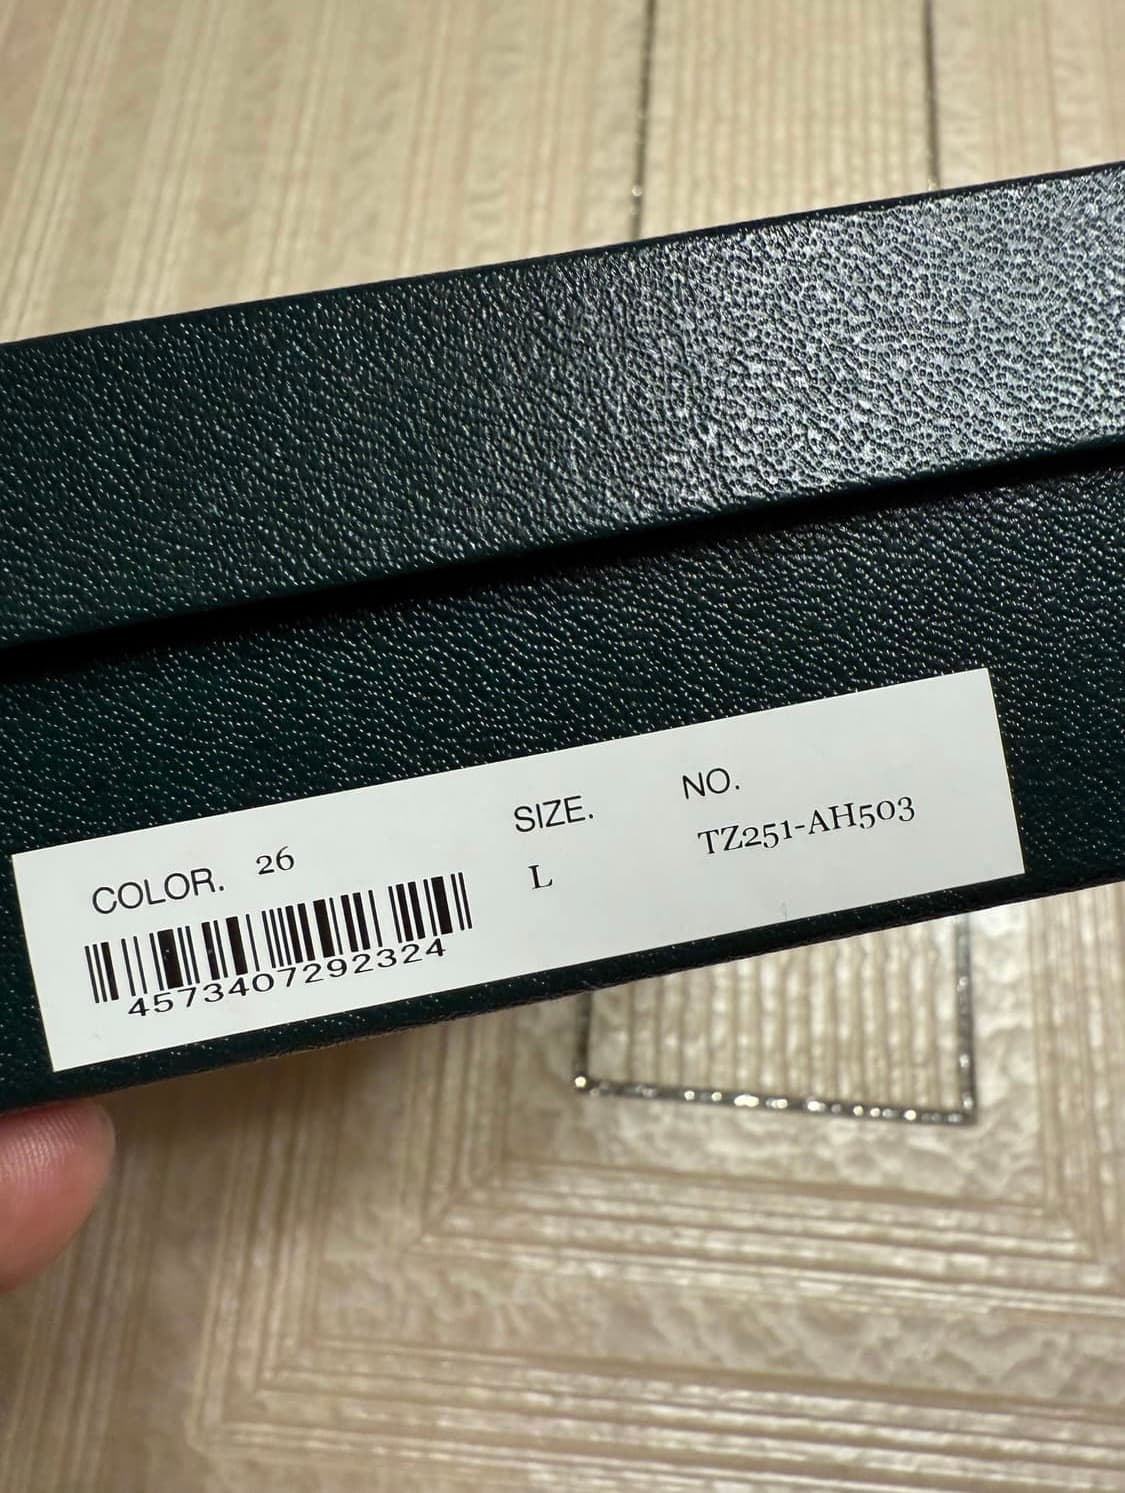 COLOR. 26
4573407292324
SIZE.
L
NO.
TZ251-AH503